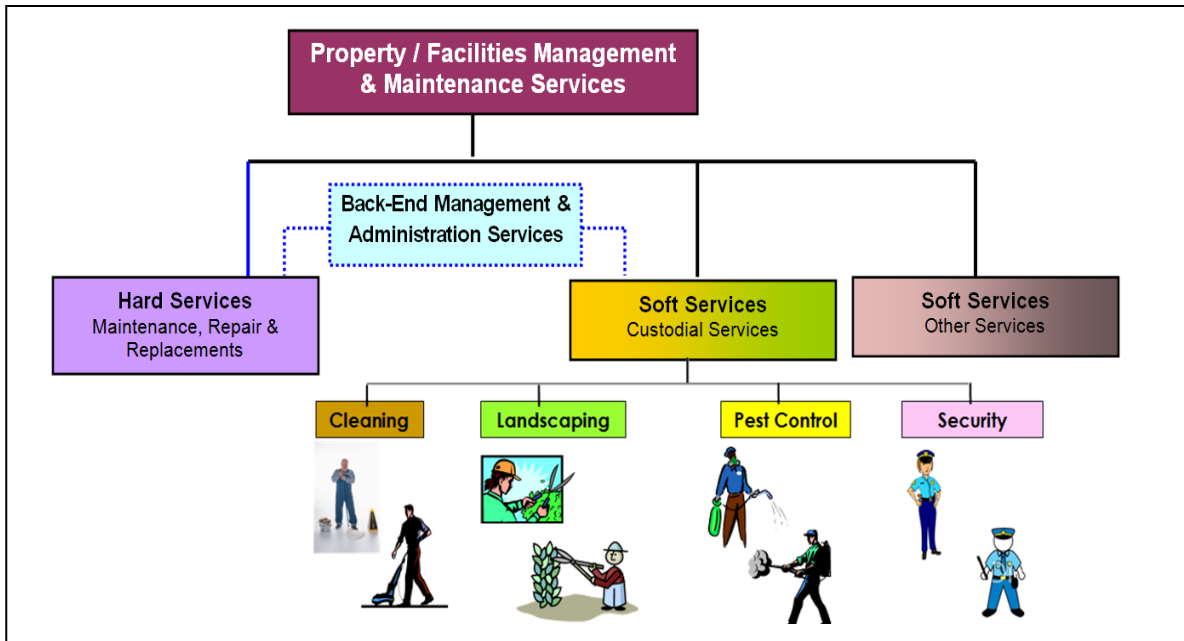 Property / Facilities Management
& Maintenance Services
Back-End Management &
Administration Services
Hard Services
Maintenance, Repair &
Replacements
Soft Services
Custodial Services
Soft Services
Other Services
Cleaning
Landscaping
Pest Control
Security